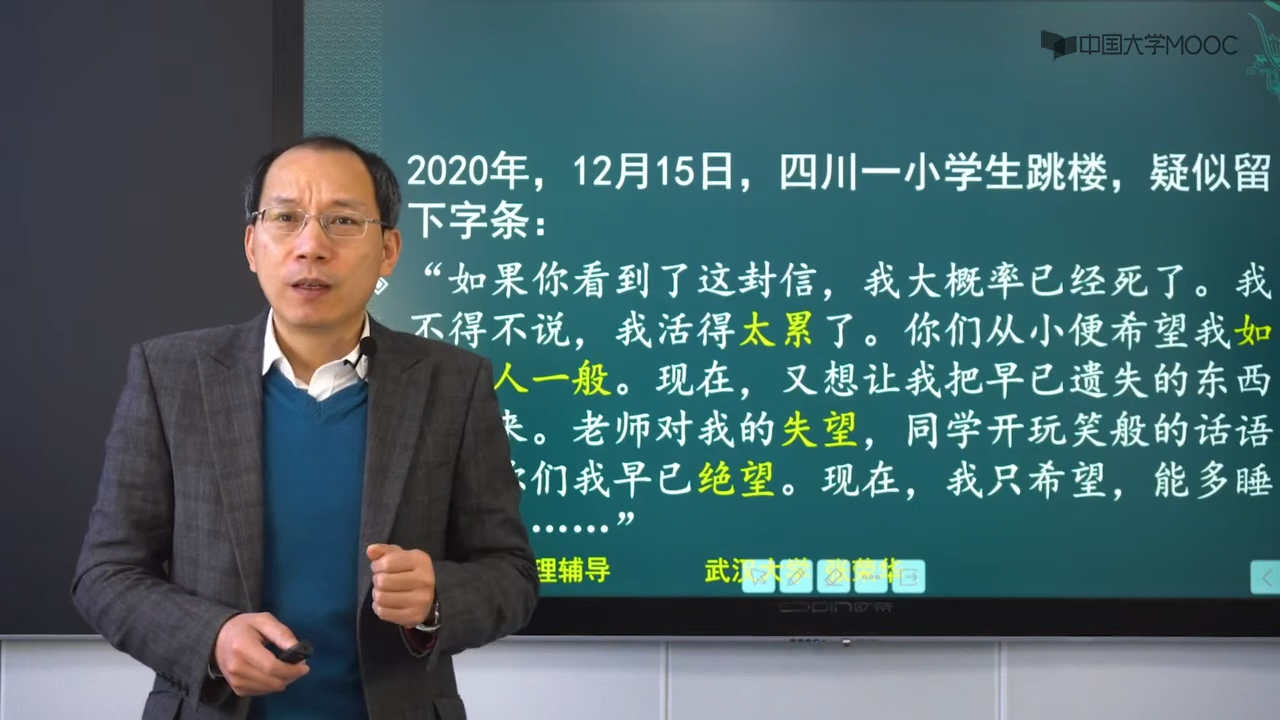 中国大学MOOC
2020年，12月15日，四川一小学生跳楼，疑似留
下字条：
“如果你看到了这封信，我大概率已经死了。我
不得不说，我活得太累了。你们从小便希望我如
人一般。现在，又想让我把早已遗失的东西
来。老师对我的失望，同学开玩笑般的话语
你们我早已绝望。现在，我只希望，能多睡
……”
理辅导 武汉大学